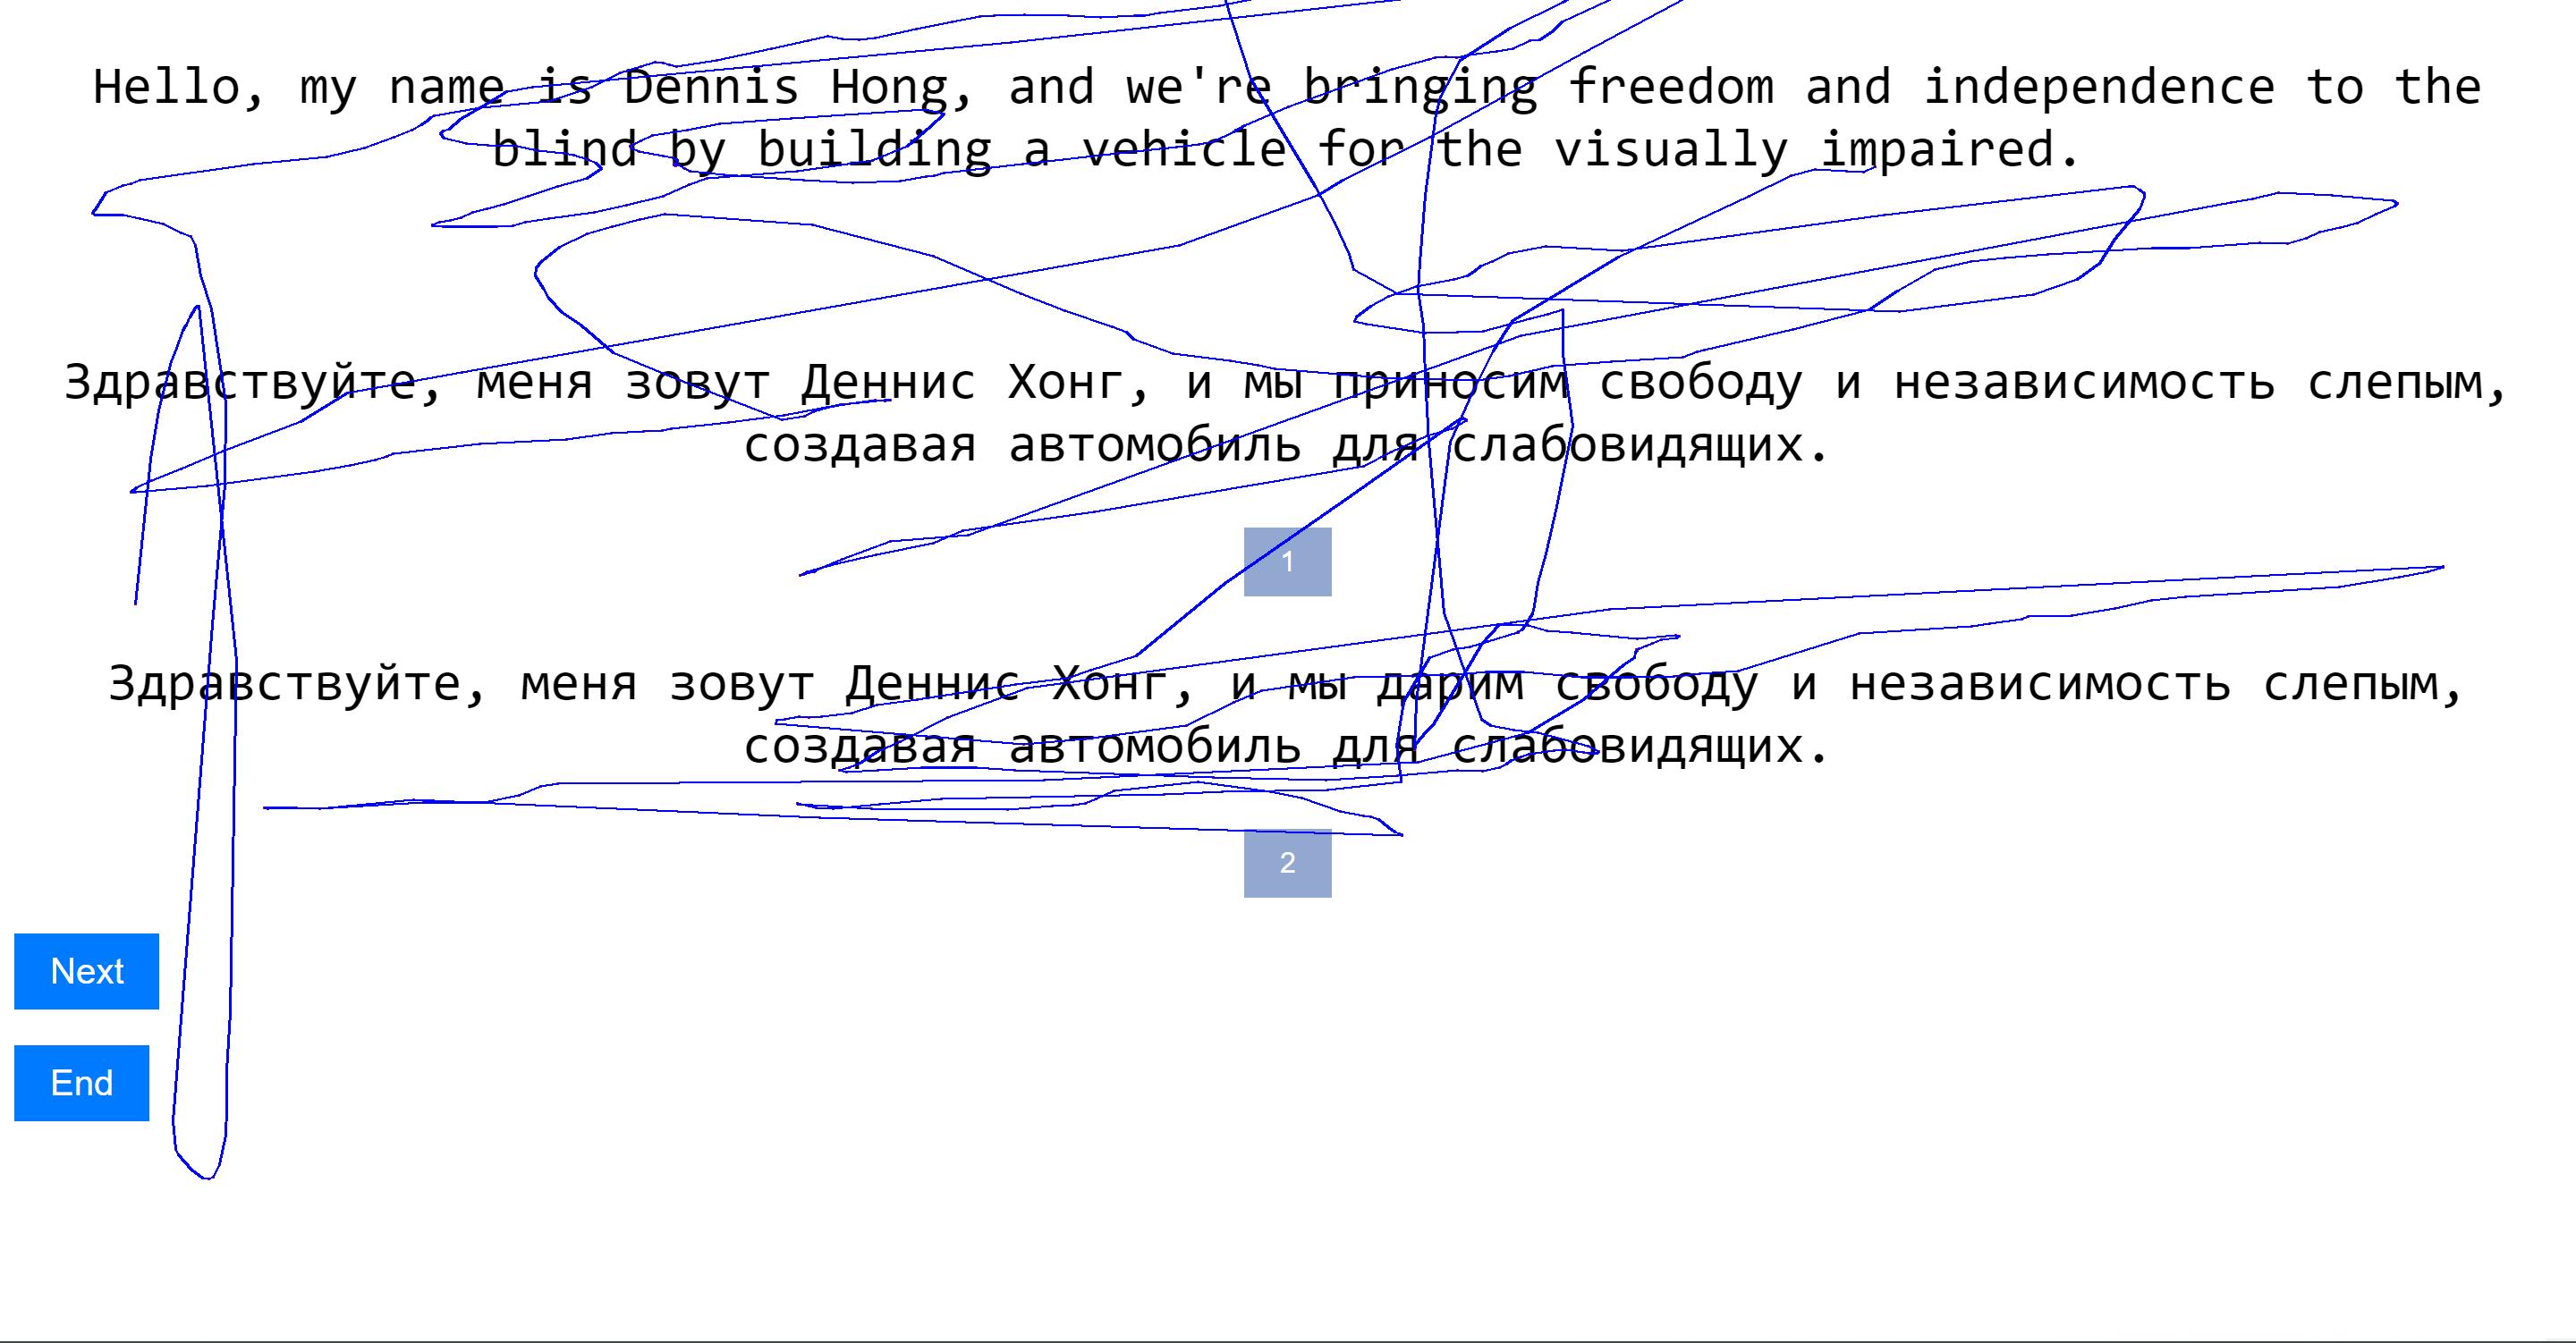 Hello, my name is Dennis Hong, and we're bringing freedom and independence to the
blind by building a vehicle for the visually impaired.
Здравствуйте, меня зовут Деннис Хонг, и мы приносим свободу и независимость слепым,
создавая автомобиль для слабовидящих.
1
Здравствуйте, меня зовут Деннис Хонг, и мы дарим свободу и независимость слепым,
создавая автомобиль для слабовидящих.
2
Next
End